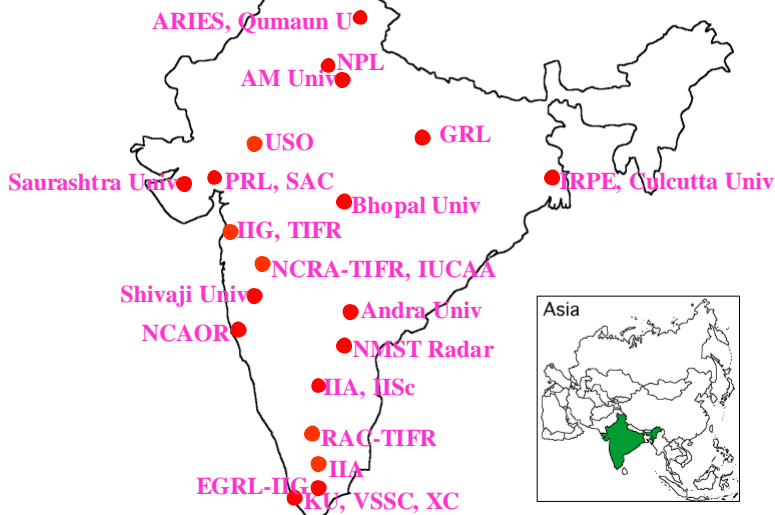 ARIES, Qumaun U
NPL
AM Univ
USO
GRL
Saurashtra Univ
PRL, SAC
IRPE, Culcutta Univ
Bhopal Univ
IIG, TIFR
NCRA-TIFR, IUCAA
Shivaji Univ
Asia
Andra Univ
NCAOR
NMST Radar
IIA, IISc
RAC-TIFR
IIA
EGRL-IIG
KU, VSSC, XC